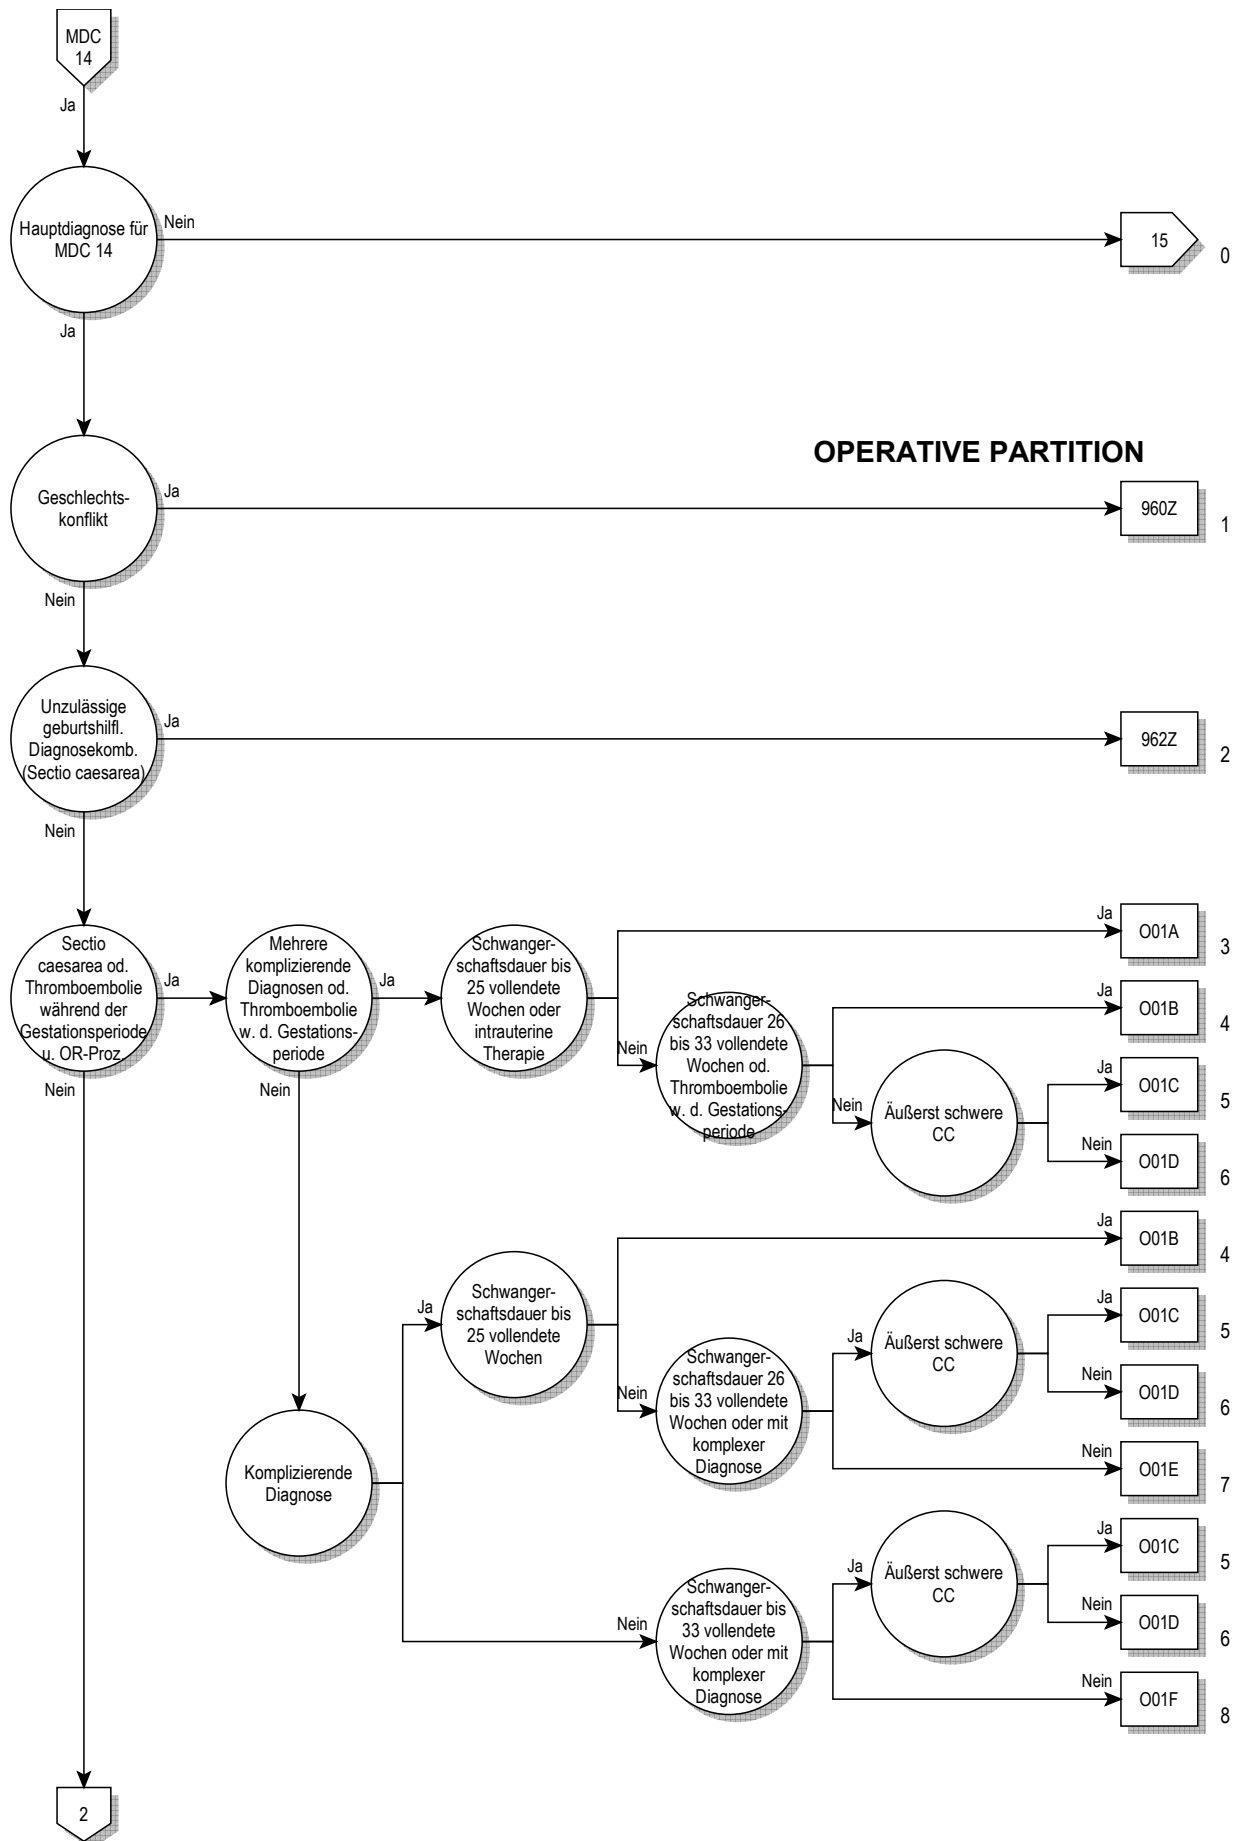 MDC
14
Ja
Hauptdiagnose für
MDC 14
Nein
15
0
Ja
OPERATIVE PARTITION
Geschlechts-
konflikt
Ja
960Z
1
Nein
Unzulässige
geburtshilfl.
Diagnosekomb.
(Sectio caesarea)
Ja
962Z
2
Nein
Sectio
caesarea od.
Thromboembolie
während der
Gestationsperiode
u. OR-Proz.
Ja
Mehrere
komplizierende
Diagnosen od.
Thromboembolie
w. d. Gestations-
periode
Ja
Schwanger-
schaftsdauer bis
25 vollendete
Wochen oder
intrauterine
Therapie
Ja
O01A
3
Nein
Schwanger-
schaftsdauer 26
bis 33 vollendete
Wochen od.
Thromboembolie
w. d. Gestations-
periode
Ja
O01B
4
Nein
Äußerst schwere
CC
Ja
O01C
5
Nein
O01D
6
Nein
Nein
Komplizierende
Diagnose
Ja
Schwanger-
schaftsdauer bis
25 vollendete
Wochen
Ja
O01B
4
Nein
Schwanger-
schaftsdauer 26
bis 33 vollendete
Wochen oder mit
komplexer
Diagnose
Ja
Äußerst schwere
CC
Ja
O01C
5
Nein
O01D
6
Nein
O01E
7
Nein
Schwanger-
schaftsdauer bis
33 vollendete
Wochen oder mit
komplexer
Diagnose
Ja
Äußerst schwere
CC
Ja
O01C
5
Nein
O01D
6
Nein
O01F
8
2